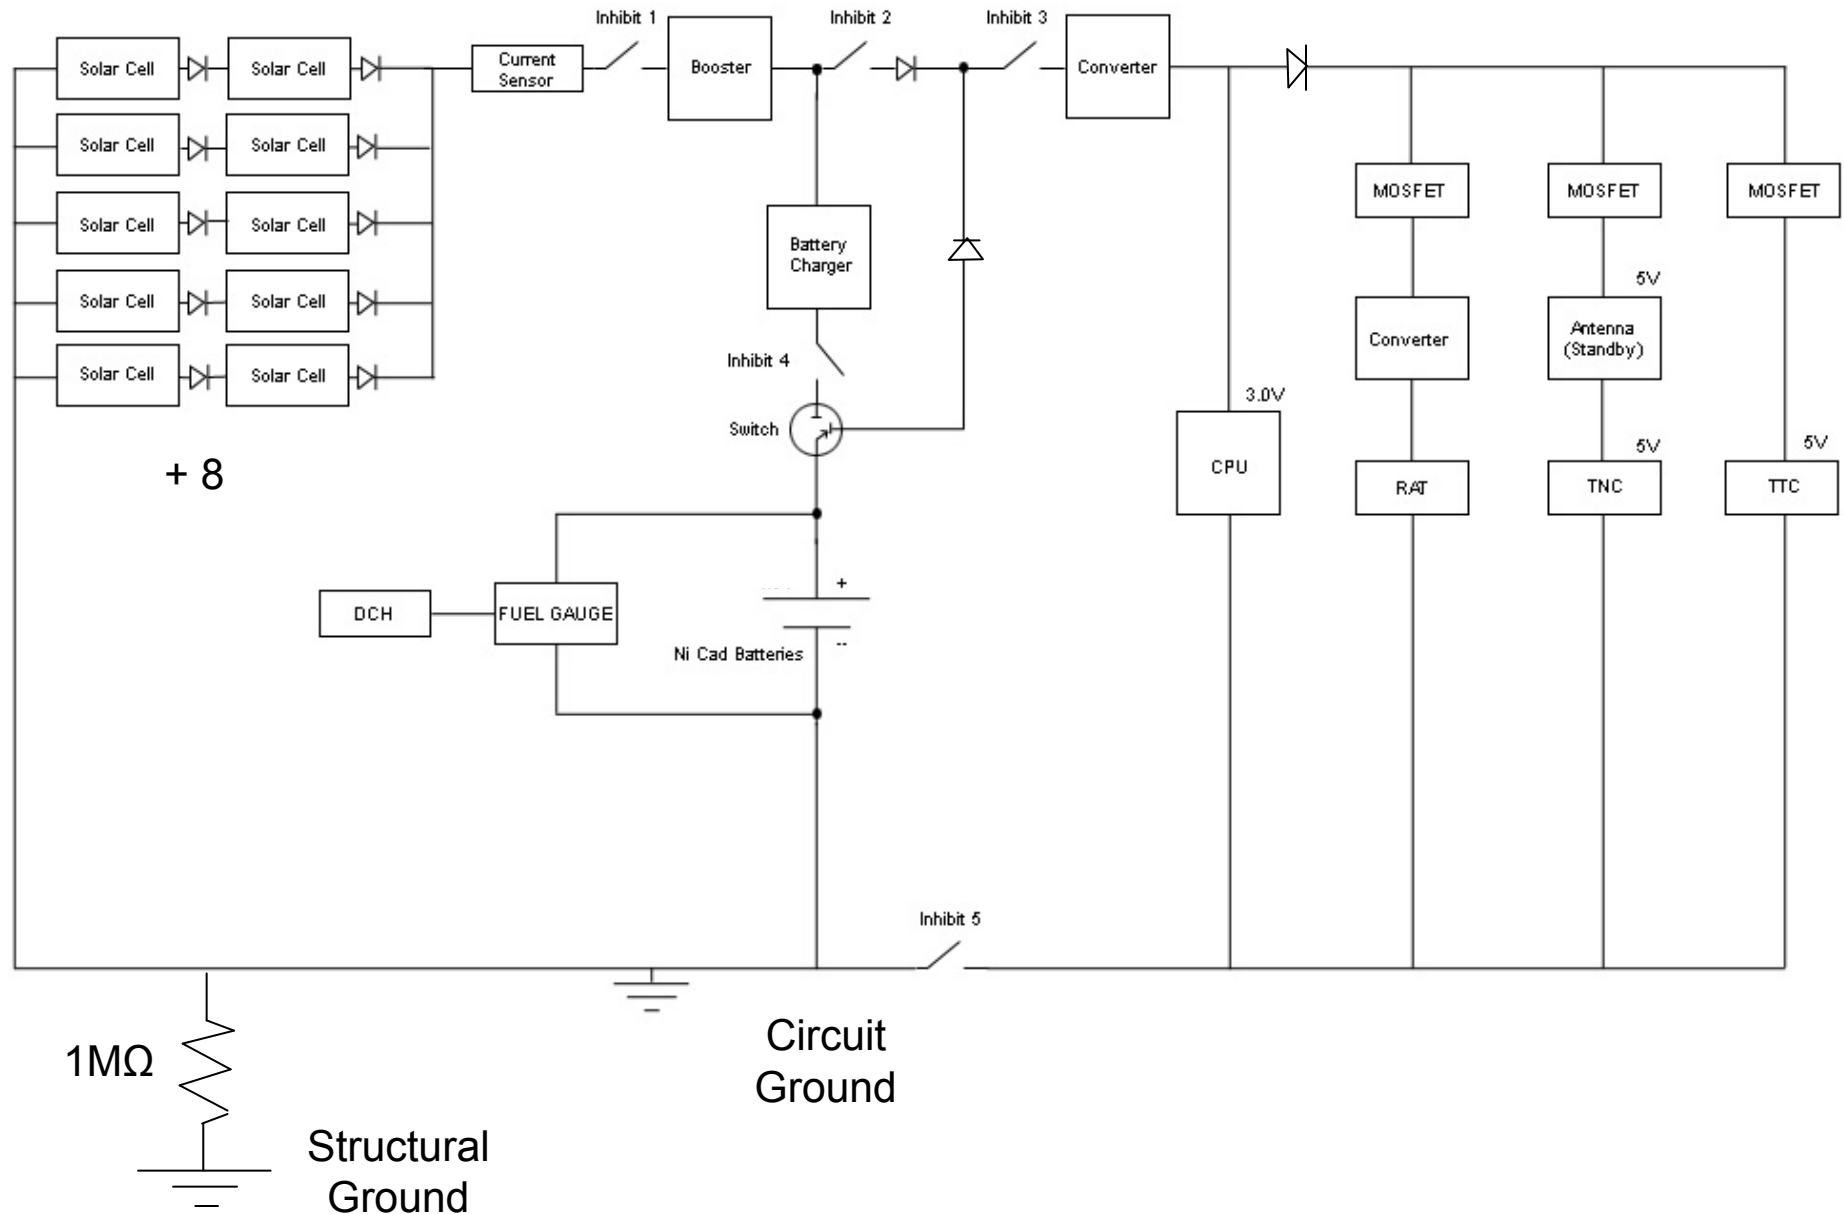 Inhibit 1
Inhibit 2
Inhibit 3
Solar Cell
Solar Cell
Current
Sensor
Booster
Converter
Solar Cell
Solar Cell
Solar Cell
Solar Cell
Solar Cell
Solar Cell
Solar Cell
Solar Cell
MOSFET
MOSFET
MOSFET
Battery
Charger
5V
Antenna
(Standby)
Converter
Inhibit 4
3.0V
Switch
+ 8
CPU
5V
5V
RAT
TNC
TTC
+
DCH
FUEL GAUGE
--
Ni Cad Batteries
Inhibit 5
Circuit
Ground
1MΩ
Structural
Ground